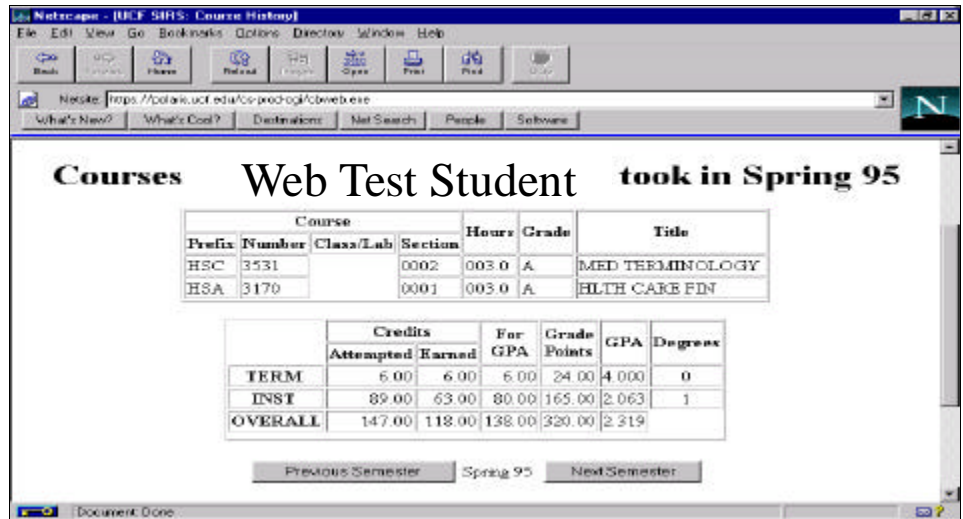 Netscape - [UCF SIRS: Course History]
File Edit View Go Bookmarks Options Directory Window Help
Back Home Reload Open Print Find
Netsite: https://polaris.ucf.edu/cs-prod-cgi/cbweb.exe
What's New? What's Cool? Destinations Net Search People Software
Courses Web Test Student took in Spring 95
Course Hours Grade Title
Prefix Number Class/Lab Section
HSC 3531 0002 003.0 A MED TERMINOLOGY
HSA 3170 0001 003.0 A HLTH CARE FIN
Credits For GPA Grade Points GPA Degrees
Attempted Earned
TERM 6.00 6.00 6.00 24.00 4.000 0
INST 89.00 63.00 80.00 165.00 2.063 1
OVERALL 147.00 118.00 138.00 320.00 2.319
Previous Semester Spring 95 Next Semester
Document: Done